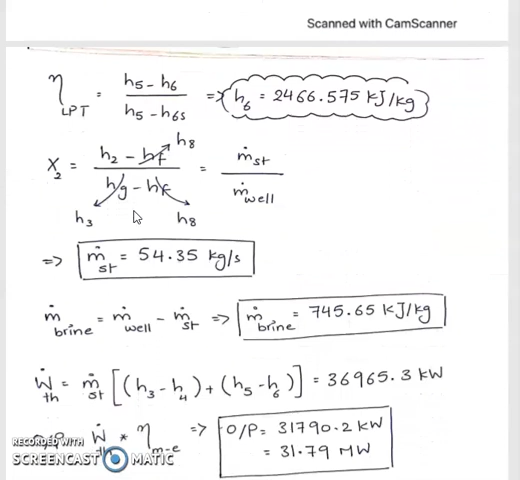 Scanned with CamScanner
η_LPT = (h5 - h6) / (h5 - h6s) => h6 = 2466.575 KJ/kg
X2 = (h2 - hf) / (hg - hf) = ṁst / ṁwell
h8
h3 h8
=> ṁst = 54.35 kg/s
ṁbrine = ṁwell - ṁst => ṁbrine = 745.65 KJ/kg
Ẇth = ṁst [(h3 - h4) + (h5 - h6)] = 36965.3 KW
Ẇth * ηm-e => O/P = 31790.2 KW
= 31.79 MW
RECORDED WITH
SCREENCAST MATIC